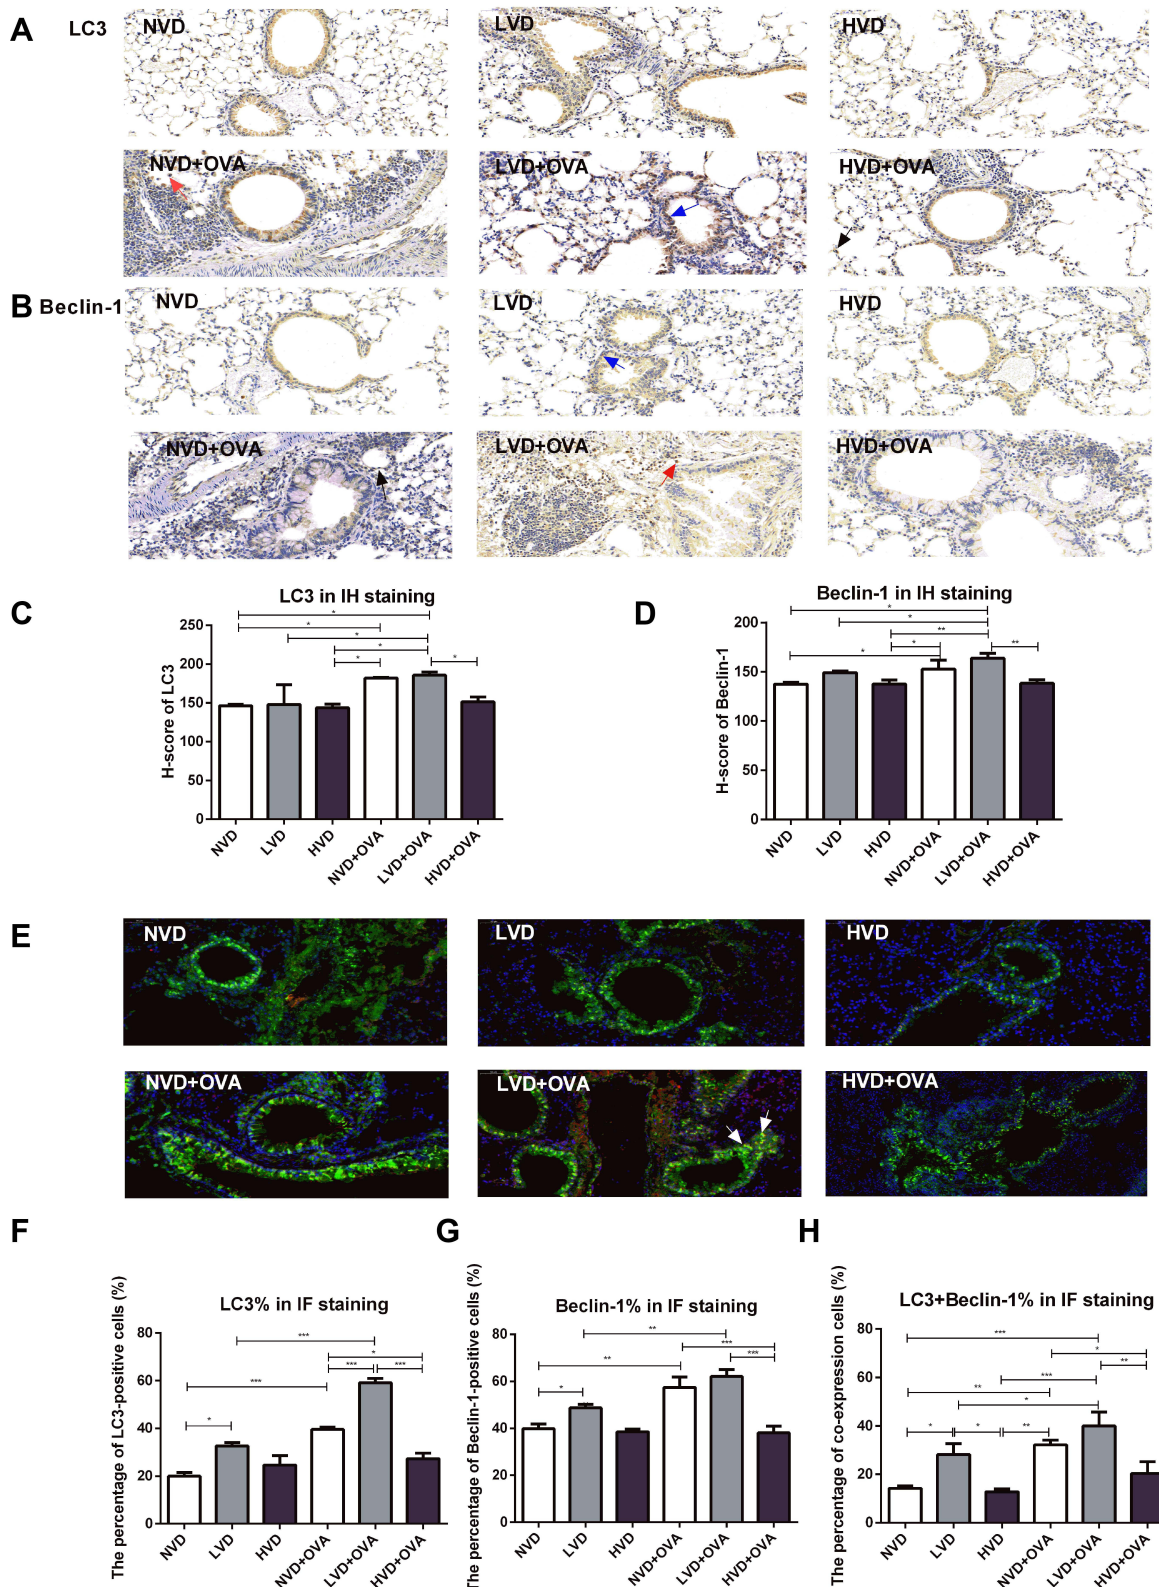 A LC3 NVD LVD HVD
NVD+OVA LVD+OVA HVD+OVA
B Beclin-1 NVD LVD HVD
NVD+OVA LVD+OVA HVD+OVA
C
LC3 in IH staining
H-score of LC3
250
200
150
100
50
0
* * * * * *
NVD LVD HVD NVD+OVA LVD+OVA HVD+OVA
D
Beclin-1 in IH staining
H-score of Beclin-1
200
150
100
50
0
* * ** * ** *
NVD LVD HVD NVD+OVA LVD+OVA HVD+OVA
E
NVD LVD HVD
NVD+OVA LVD+OVA HVD+OVA
F
LC3% in IF staining
The percentage of LC3-positive cells (%)
80
60
40
20
0
*** * *** *** *** *
NVD LVD HVD NVD+OVA LVD+OVA HVD+OVA
G
Beclin-1% in IF staining
The percentage of Beclin-1-positive cells (%)
80
60
40
20
0
** *** *** ** *
NVD LVD HVD NVD+OVA LVD+OVA HVD+OVA
H
LC3+Beclin-1% in IF staining
The percentage of co-expression cells (%)
80
60
40
20
0
*** * ** *** ** * * * **
NVD LVD HVD NVD+OVA LVD+OVA HVD+OVA